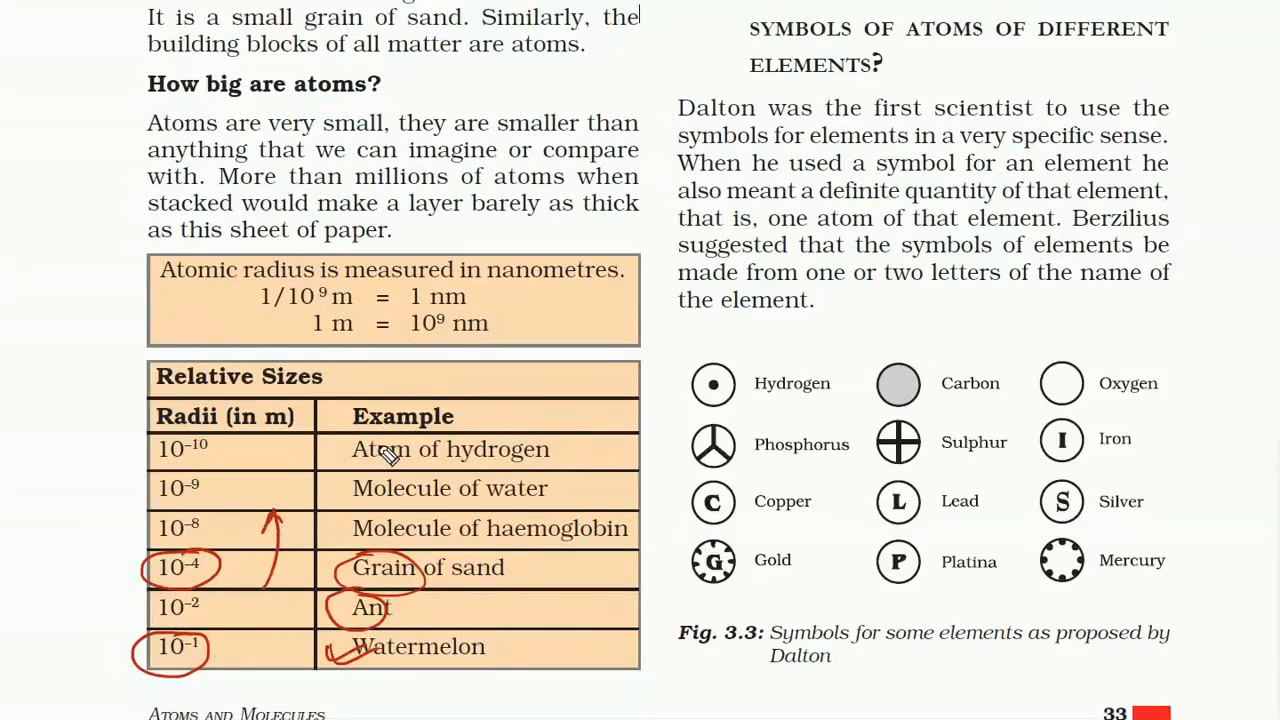 It is a small grain of sand. Similarly, the
building blocks of all matter are atoms.
How big are atoms?
Atoms are very small, they are smaller than
anything that we can imagine or compare
with. More than millions of atoms when
stacked would make a layer barely as thick
as this sheet of paper.
Atomic radius is measured in nanometres.
1/10⁹ m = 1 nm
1 m = 10⁹ nm
Relative Sizes
Radii (in m) Example
10⁻¹⁰ Atom of hydrogen
10⁻⁹ Molecule of water
10⁻⁸ Molecule of haemoglobin
10⁻⁴ Grain of sand
10⁻² Ant
10⁻¹ Watermelon
ATOMS AND MOLECULES
SYMBOLS OF ATOMS OF DIFFERENT
ELEMENTS?
Dalton was the first scientist to use the
symbols for elements in a very specific sense.
When he used a symbol for an element he
also meant a definite quantity of that element,
that is, one atom of that element. Berzilius
suggested that the symbols of elements be
made from one or two letters of the name of
the element.
Hydrogen Carbon Oxygen
Phosphorus Sulphur I Iron
C Copper L Lead S Silver
G Gold P Platina Mercury
Fig. 3.3: Symbols for some elements as proposed by
Dalton
33